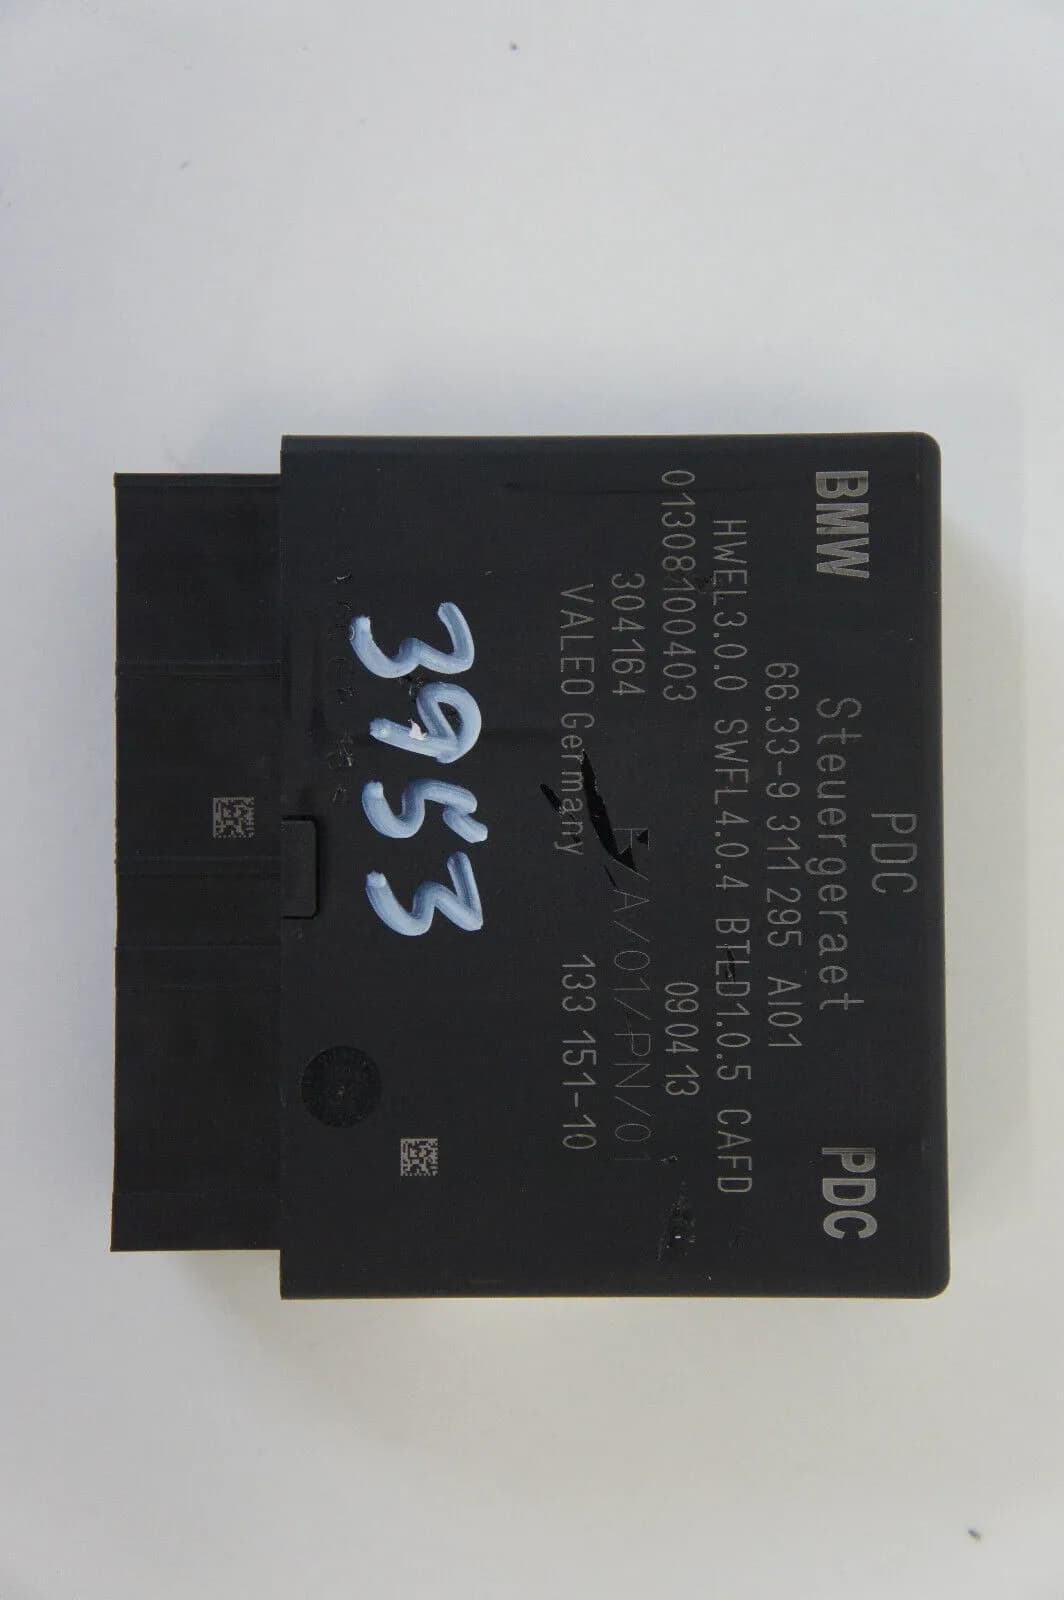 PDC
BMW Steuergeraet PDC
66.33-9 311 295 AI01
HWEL3.0.0 SWFL4.0.4 BTLD1.0.5 CAFD
01308100403 090413
304164 /A/01/PN/01
VALEO Germany 133 151-10
3953